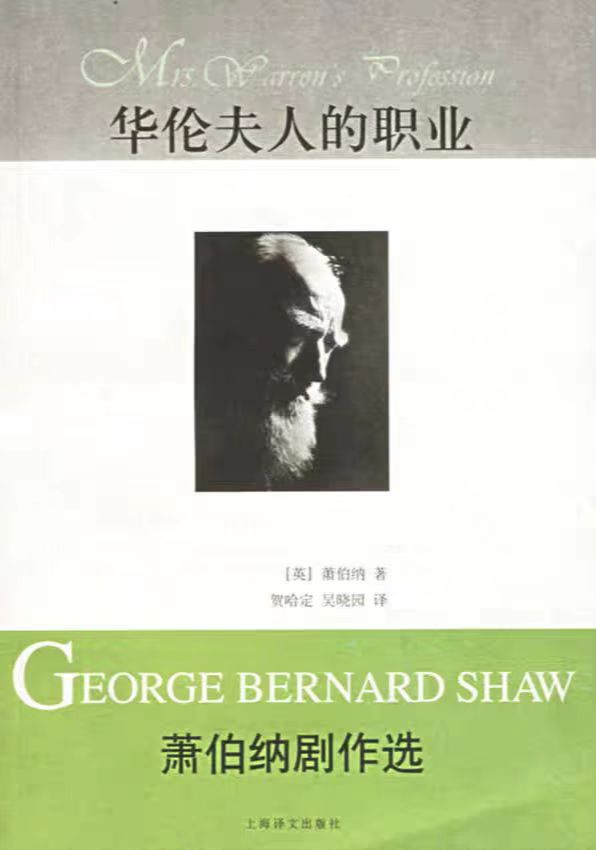 Mrs. Warron's Profession
华伦夫人的职业
[英] 萧伯纳 著
贺哈定 吴晓园 译
GEORGE BERNARD SHAW
萧伯纳剧作选
上海译文出版社